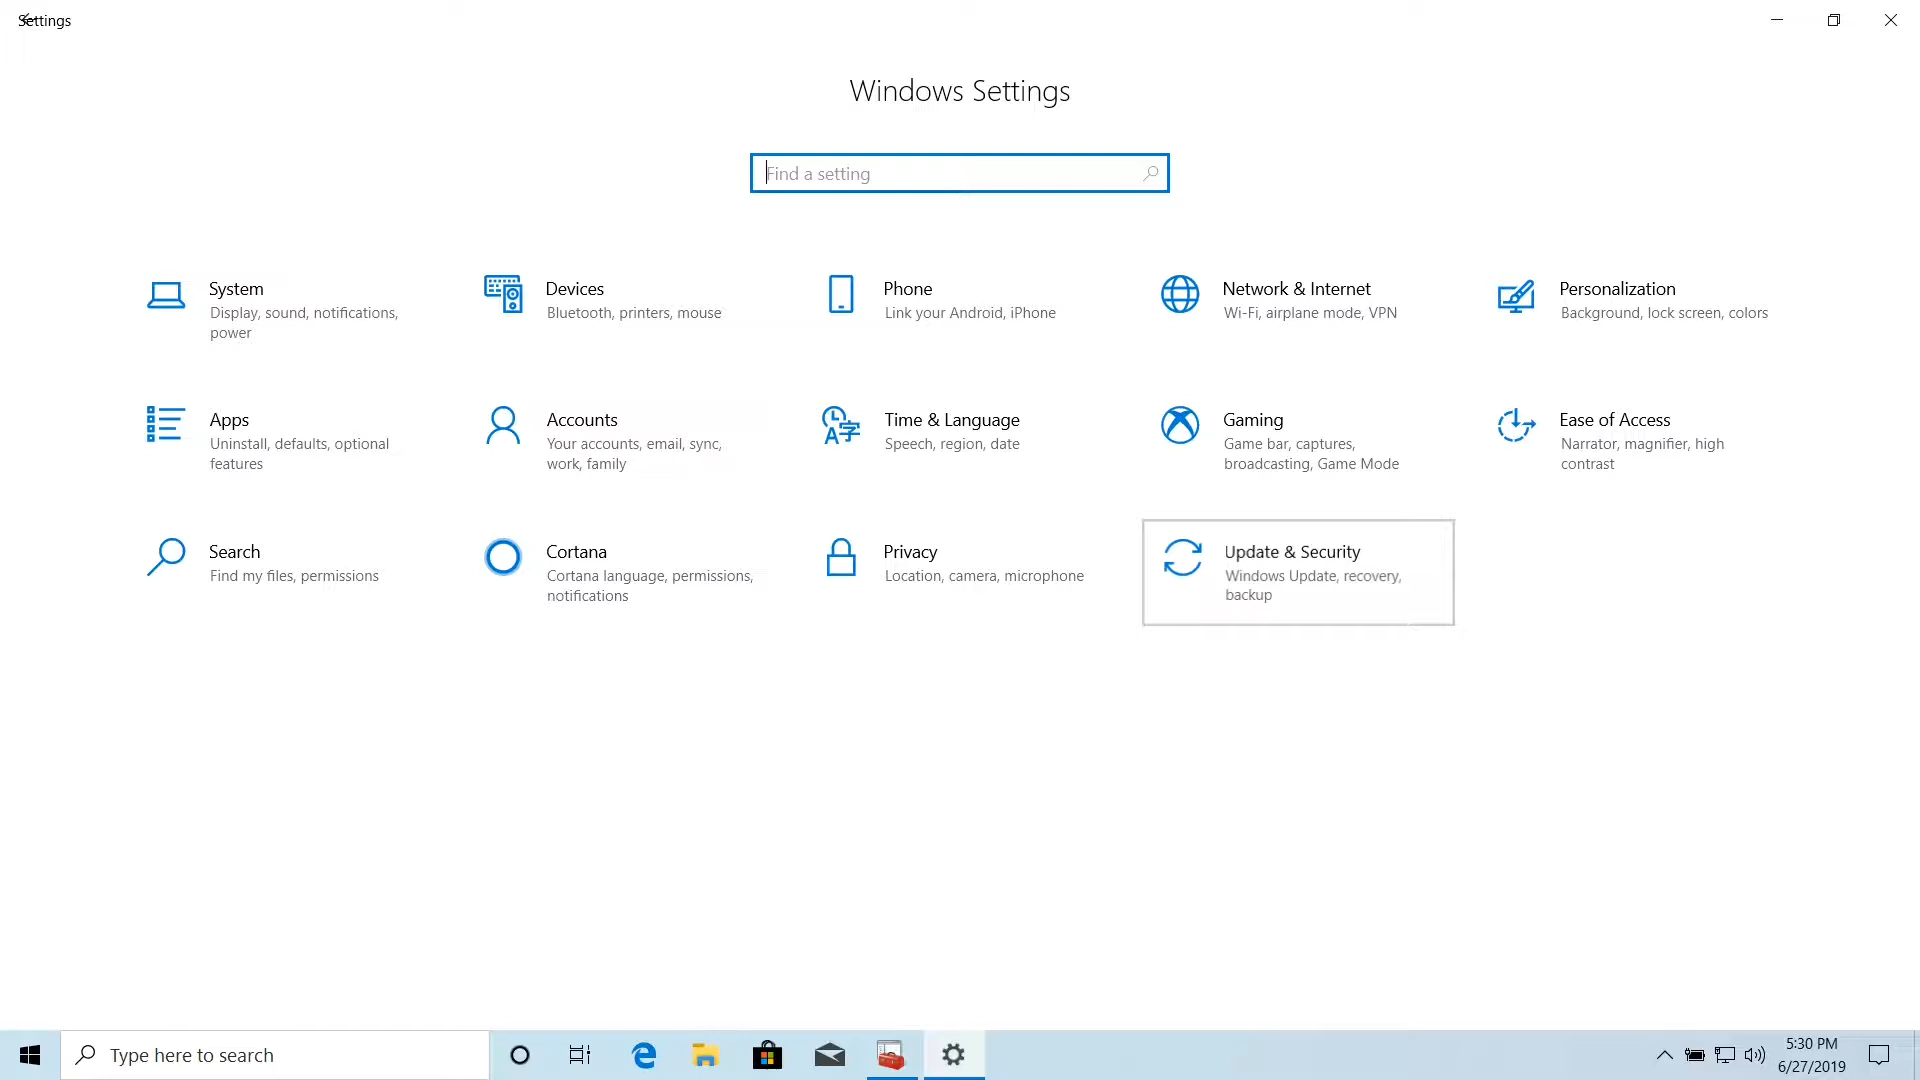 Settings
Windows Settings
Find a setting
System
Display, sound, notifications,
power
Devices
Bluetooth, printers, mouse
Phone
Link your Android, iPhone
Network & Internet
Wi-Fi, airplane mode, VPN
Personalization
Background, lock screen, colors
Apps
Uninstall, defaults, optional
features
Accounts
Your accounts, email, sync,
work, family
Time & Language
Speech, region, date
Gaming
Game bar, captures,
broadcasting, Game Mode
Ease of Access
Narrator, magnifier, high
contrast
Search
Find my files, permissions
Cortana
Cortana language, permissions,
notifications
Privacy
Location, camera, microphone
Update & Security
Windows Update, recovery,
backup
Type here to search
5:30 PM
6/27/2019